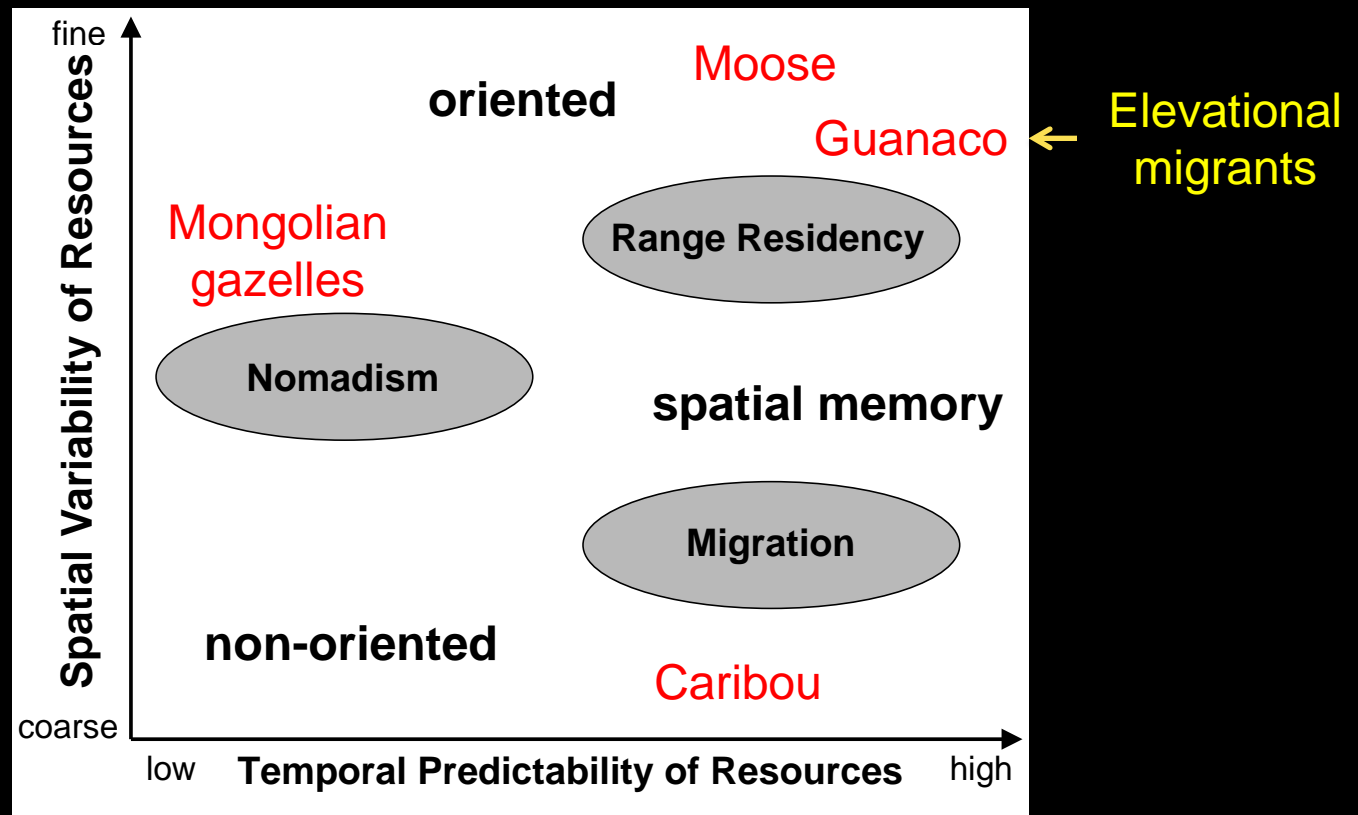 fine
Spatial Variability of Resources
coarse
oriented
Moose
Guanaco
Elevational
migrants
Mongolian
gazelles
Range Residency
Nomadism
spatial memory
Migration
non-oriented
Caribou
low
Temporal Predictability of Resources
high